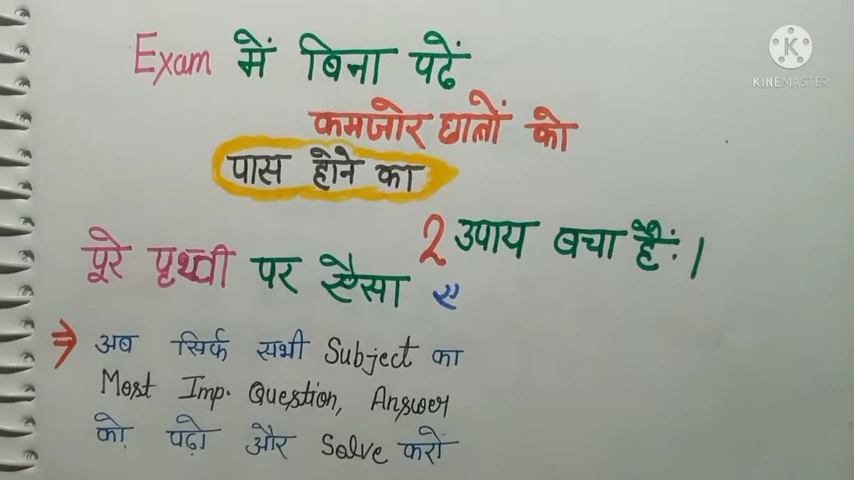 Exam में बिना पढें
कमजोर छात्रों को
पास होने का
2 उपाय बचा हैं: ।
पूरे पृथ्वी पर ऐसा ए
⇒ अब सिर्फ सभी Subject का
Most Imp. Question, Answer
को पढ़ो और Solve करों
KINEMASTER